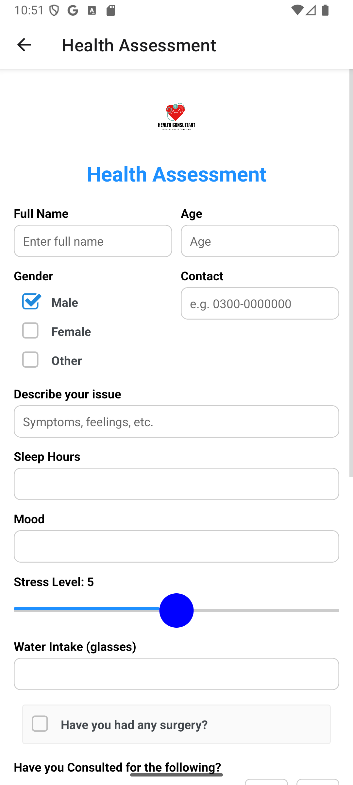 10:51
Health Assessment
HEALTH CONSULTANT
Health Assessment
Full Name
Age
Enter full name
Age
Gender
Contact
Male
e.g. 0300-0000000
Female
Other
Describe your issue
Symptoms, feelings, etc.
Sleep Hours
Mood
Stress Level: 5
Water Intake (glasses)
Have you had any surgery?
Have you Consulted for the following?